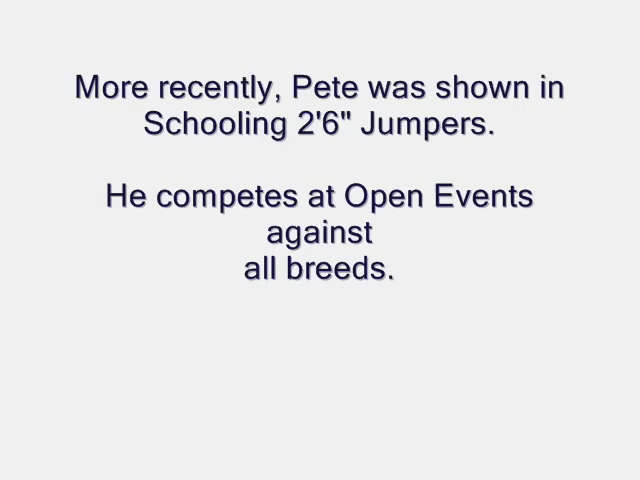 More recently, Pete was shown in
Schooling 2'6" Jumpers.
He competes at Open Events
against
all breeds.